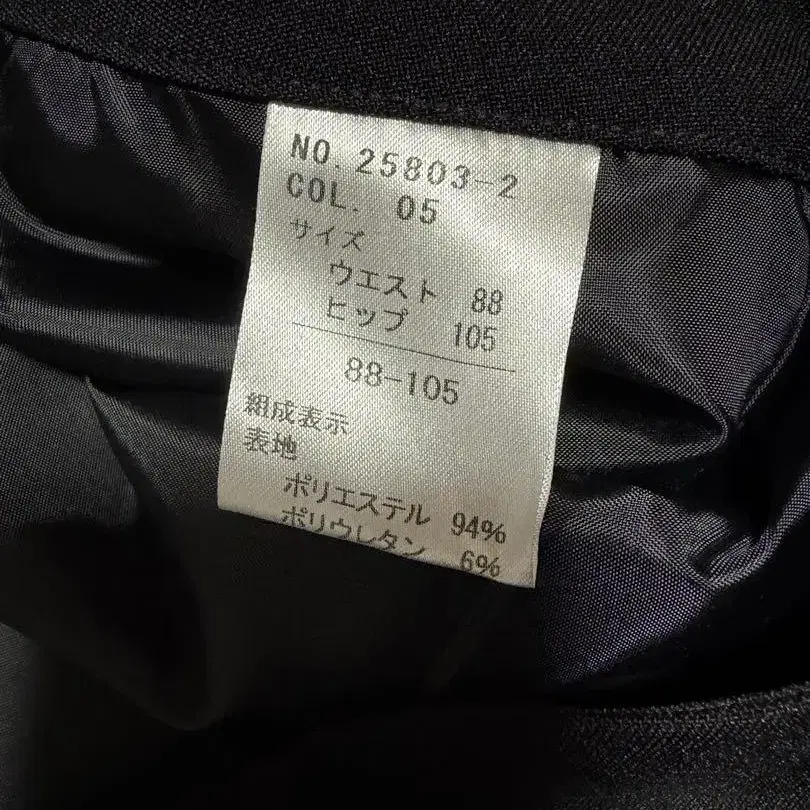 NO. 25803-2
COL. 05
サイズ
ウエスト 88
ヒップ 105
88-105
組成表示
表地
ポリエステル 94%
ポリウレタン 6%